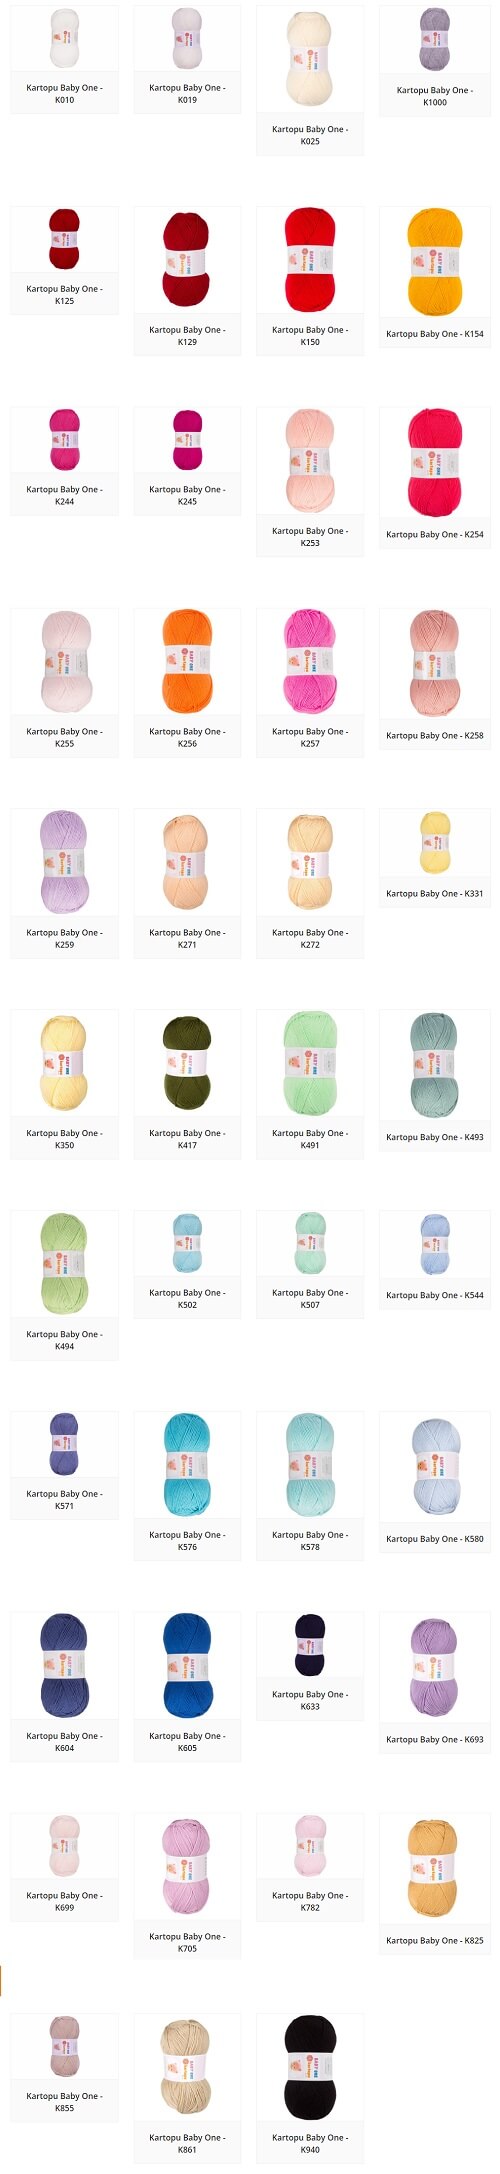 Kartopu Baby One -
K010
Kartopu Baby One -
K019
Kartopu Baby One -
K025
Kartopu Baby One -
K1000
Kartopu Baby One -
K125
Kartopu Baby One -
K129
Kartopu Baby One -
K150
Kartopu Baby One - K154
Kartopu Baby One -
K244
Kartopu Baby One -
K245
Kartopu Baby One -
K253
Kartopu Baby One - K254
Kartopu Baby One -
K255
Kartopu Baby One -
K256
Kartopu Baby One -
K257
Kartopu Baby One - K258
Kartopu Baby One -
K259
Kartopu Baby One -
K271
Kartopu Baby One -
K272
Kartopu Baby One - K331
Kartopu Baby One -
K350
Kartopu Baby One -
K417
Kartopu Baby One -
K491
Kartopu Baby One - K493
Kartopu Baby One -
K494
Kartopu Baby One -
K502
Kartopu Baby One -
K507
Kartopu Baby One - K544
Kartopu Baby One -
K571
Kartopu Baby One -
K576
Kartopu Baby One -
K578
Kartopu Baby One - K580
Kartopu Baby One -
K604
Kartopu Baby One -
K605
Kartopu Baby One -
K633
Kartopu Baby One - K693
Kartopu Baby One -
K699
Kartopu Baby One -
K705
Kartopu Baby One -
K782
Kartopu Baby One - K825
Kartopu Baby One -
K855
Kartopu Baby One -
K861
Kartopu Baby One -
K940